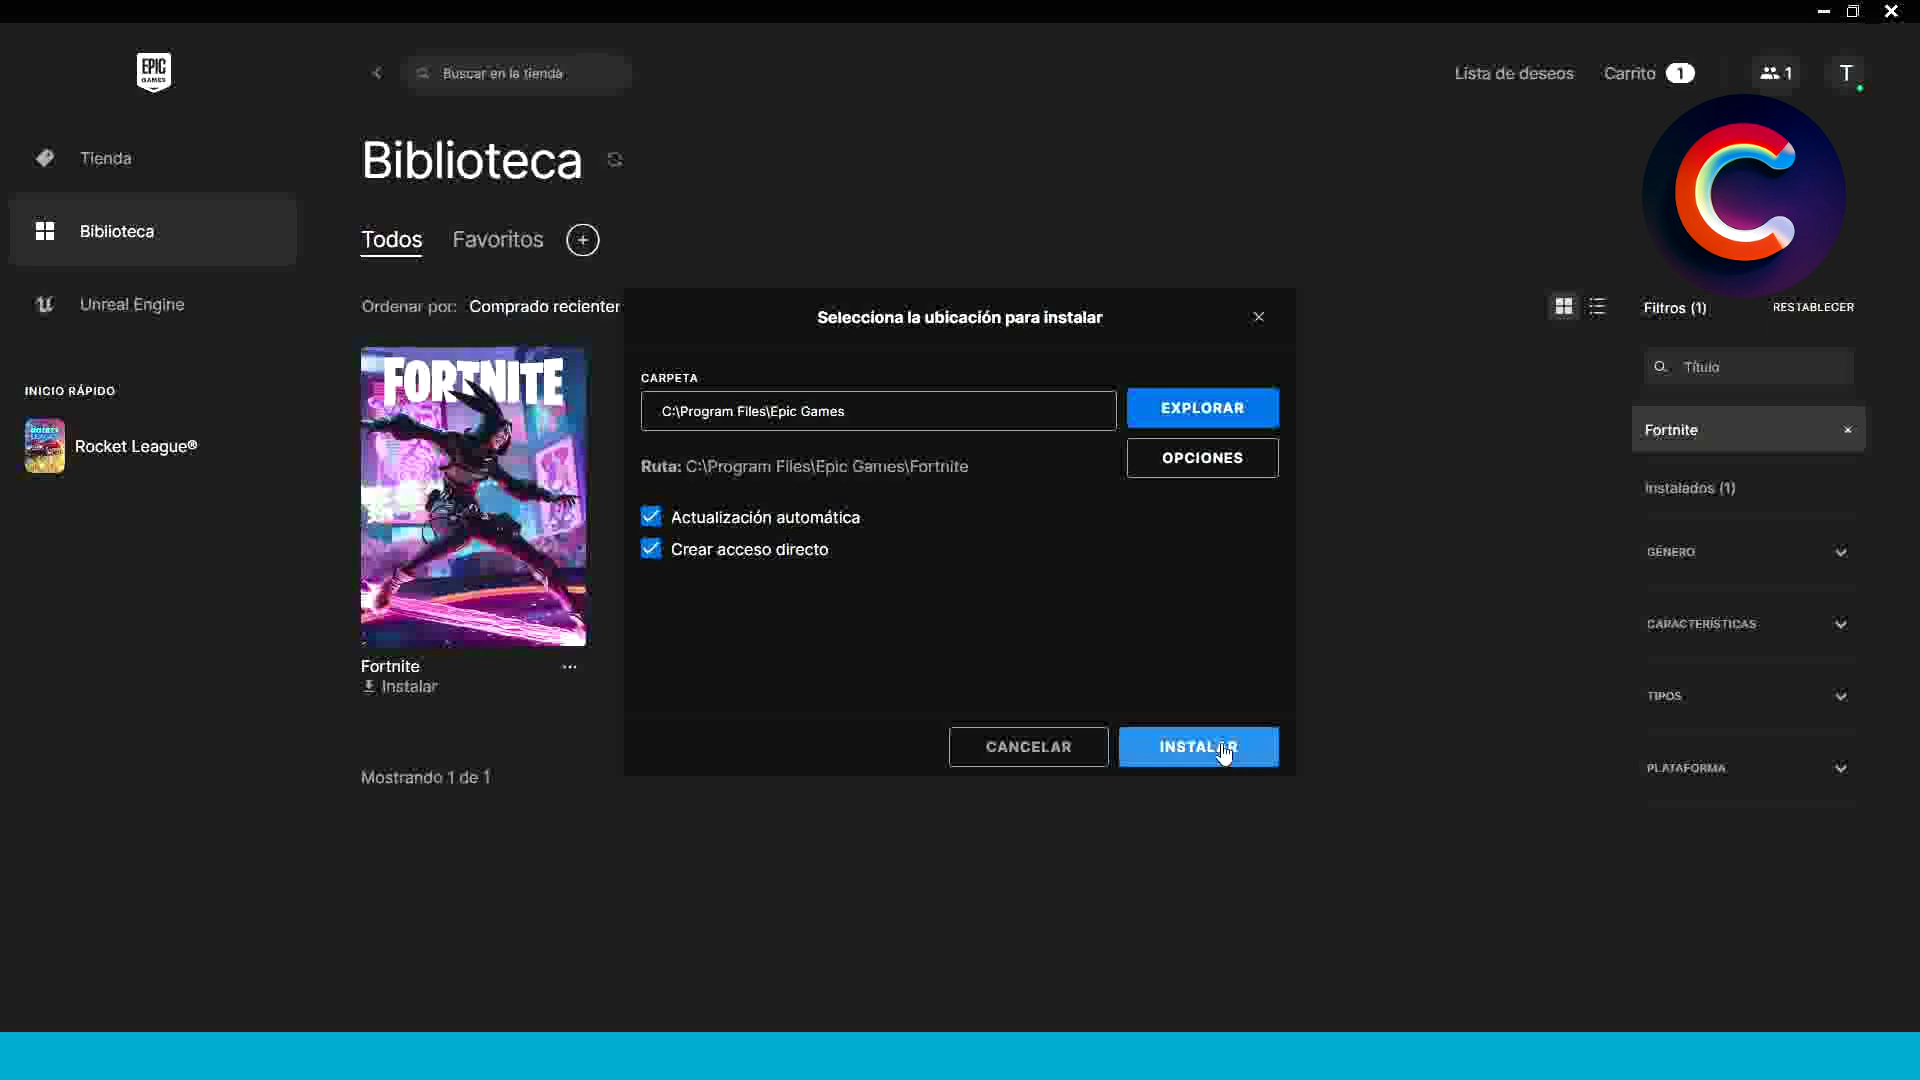 EPIC
GAMES
Buscar en la tienda
Lista de deseos
Carrito
1
1
T
Tienda
Biblioteca
Unreal Engine
INICIO RÁPIDO
Rocket League®
Biblioteca
Todos
Favoritos
Ordenar por: Comprado recienter
FORTNITE
Fortnite
Instalar
Mostrando 1 de 1
Selecciona la ubicación para instalar
CARPETA
C:\Program Files\Epic Games
EXPLORAR
Ruta: C:\Program Files\Epic Games\Fortnite
OPCIONES
Actualización automática
Crear acceso directo
CANCELAR
INSTALAR
Filtros (1)
RESTABLECER
Título
Fortnite
Instalados (1)
GÉNERO
CARACTERÍSTICAS
TIPOS
PLATAFORMA